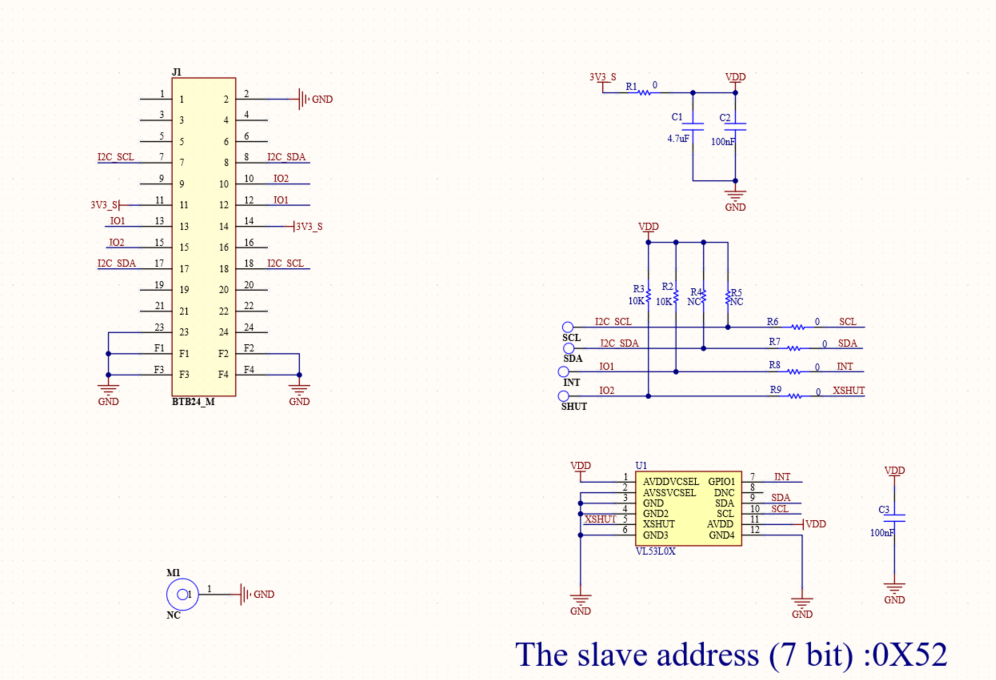 J1
1 1 2 2 GND
3 3 4 4
5 5 6 6
I2C_SCL 7 7 8 8 I2C_SDA
9 9 10 10 IO2
3V3_S 11 11 12 12 IO1
IO1 13 13 14 14 3V3_S
IO2 15 15 16 16
I2C_SDA 17 17 18 18 I2C_SCL
19 19 20 20
21 21 22 22
23 23 24 24
F1 F1 F2 F2
F3 F3 F4 F4
GND BTB24_M GND
3V3_S R1 0 VDD
C1 C2
4.7uF 100nF
GND
VDD
R3 R2 R4 R5
10K 10K NC NC
I2C_SCL R6 0 SCL
SCL
I2C_SDA R7 0 SDA
SDA
IO1 R8 0 INT
INT
IO2 R9 0 XSHUT
SHUT
M1
1 1 GND
NC
VDD U1 VDD
1 AVDDVCSEL GPIO1 7 INT
2 AVSSVCSEL DNC 8
3 GND SDA 9 SDA
4 GND2 SCL 10 SCL
XSHUT 5 XSHUT AVDD 11 VDD
6 GND3 GND4 12
VL53L0X
C3
100nF
GND GND GND
The slave address (7 bit) :0X52